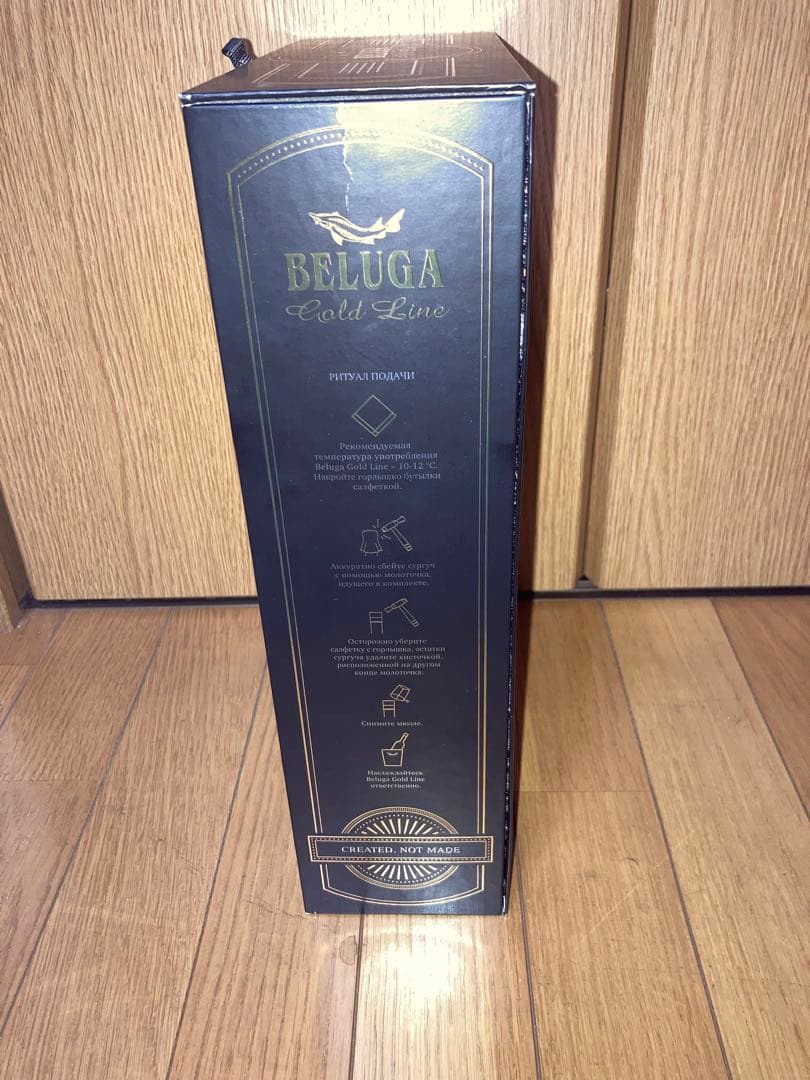 BELUGA
Gold Line
РИТУАЛ ПОДАЧИ
Рекомендуемая
температура употребления
Beluga Gold Line – 10-12 °C.
Накройте горлышко бутылки
салфеткой.
Аккуратно сбейте сургуч
с помощью молоточка,
идущего в комплекте.
Осторожно уберите
салфетку с горлышка, остатки
сургуча удалите кисточкой,
расположенной на другом
конце молоточка.
Снимите мюзле.
Наслаждайтесь
Beluga Gold Line
ответственно.
CREATED, NOT MADE